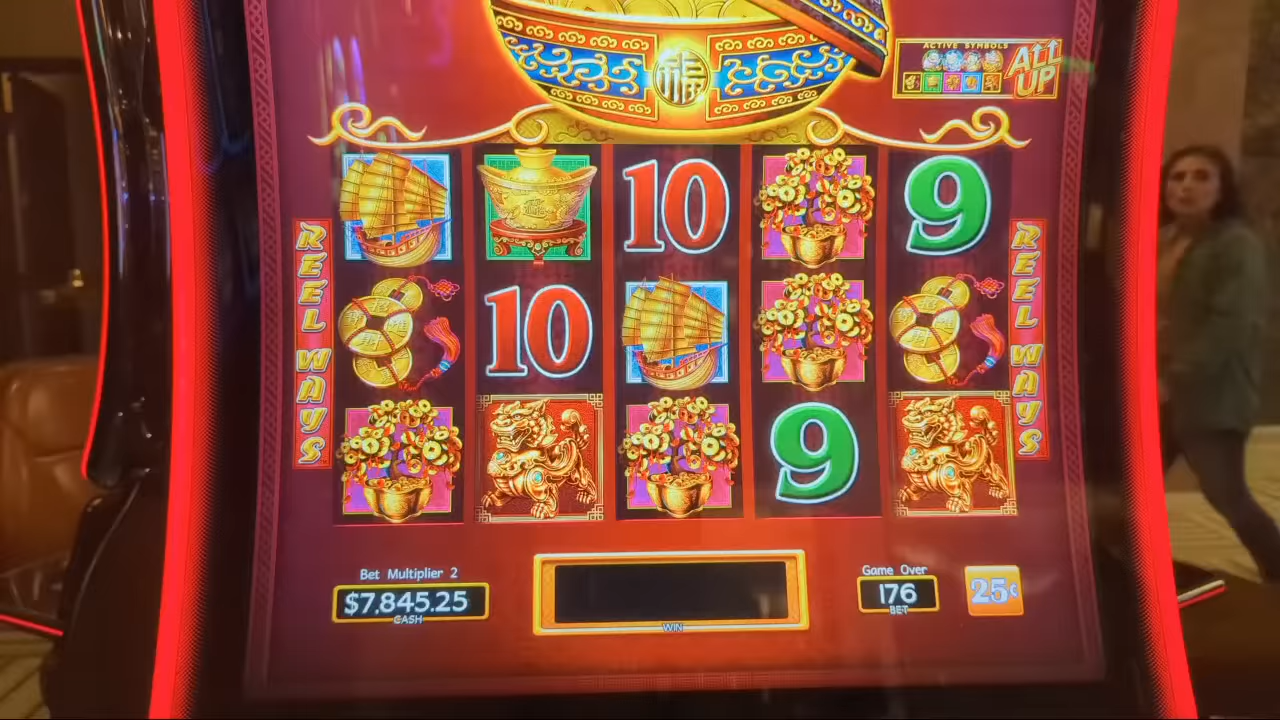 福
ACTIVE SYMBOLS
ALL UP
10
9
REEL WAYS
REEL WAYS
10
9
Bet Multiplier 2
Game Over
$7,845.25
176
25¢
CASH
WIN
BET